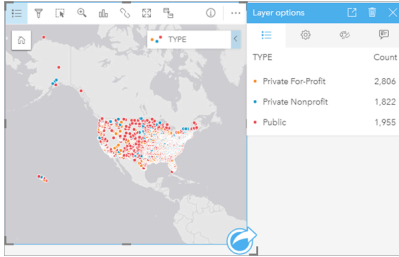 TYPE
Layer options
TYPE Count
Private For-Profit 2,806
Private Nonprofit 1,822
Public 1,955